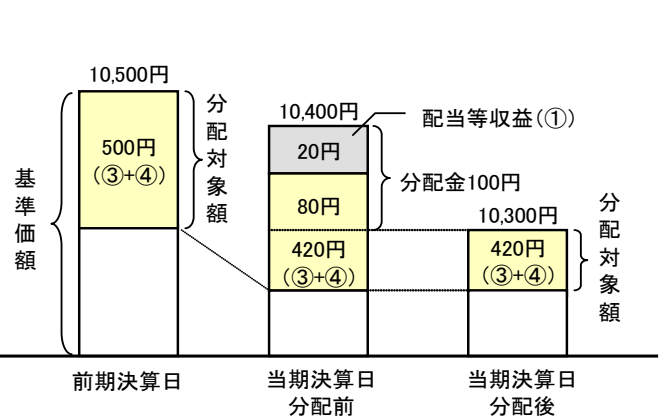 10,500円
500円
(③+④)
分配対象額
基準価額
10,400円
配当等収益(①)
20円
分配金100円
80円
420円
(③+④)
10,300円
420円
(③+④)
分配対象額
前期決算日
当期決算日
分配前
当期決算日
分配後